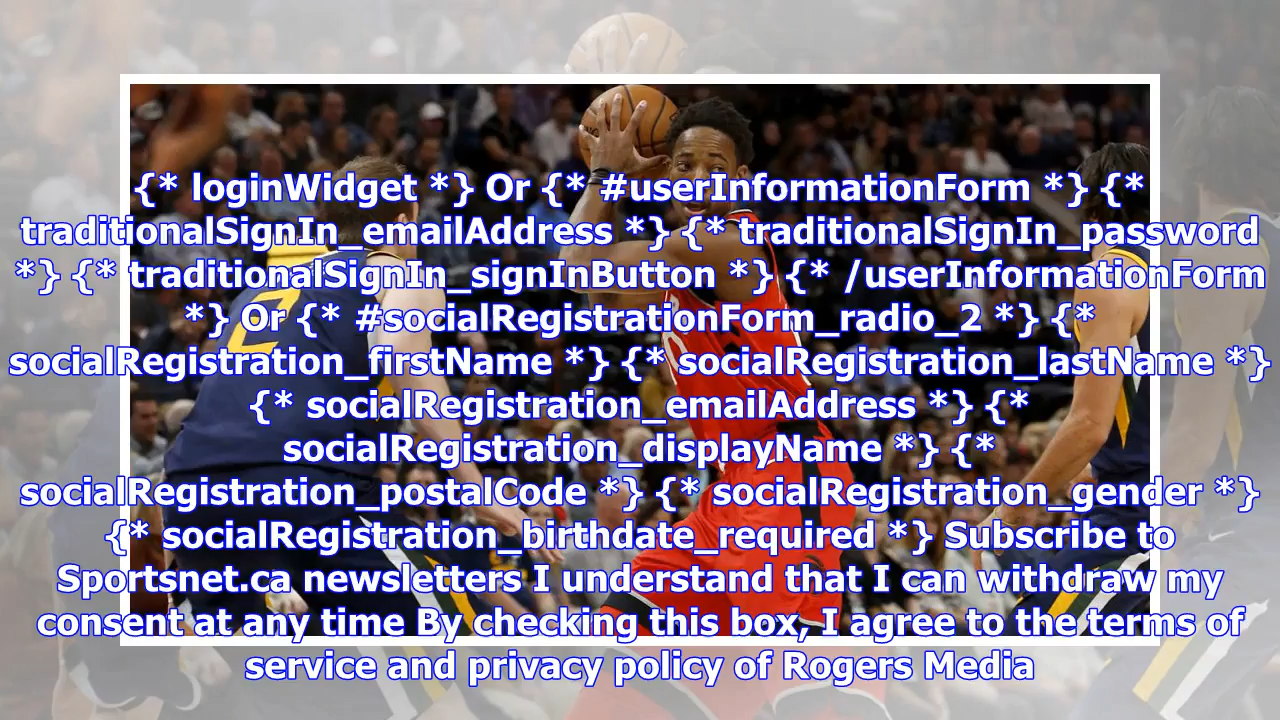 {* loginWidget *} Or {* #userInformationForm *} {*
traditionalSignIn_emailAddress *} {* traditionalSignIn_password
*} {* traditionalSignIn_signInButton *} {* /userInformationForm
*} Or {* #socialRegistrationForm_radio_2 *} {*
socialRegistration_firstName *} {* socialRegistration_lastName *}
{* socialRegistration_emailAddress *} {*
socialRegistration_displayName *} {*
socialRegistration_postalCode *} {* socialRegistration_gender *}
{* socialRegistration_birthdate_required *} Subscribe to
Sportsnet.ca newsletters I understand that I can withdraw my
consent at any time By checking this box, I agree to the terms of
service and privacy policy of Rogers Media
2